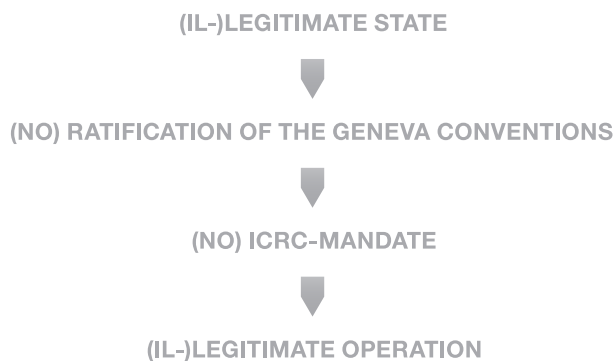 (IL-)LEGITIMATE STATE
(NO) RATIFICATION OF THE GENEVA CONVENTIONS
(NO) ICRC-MANDATE
(IL-)LEGITIMATE OPERATION